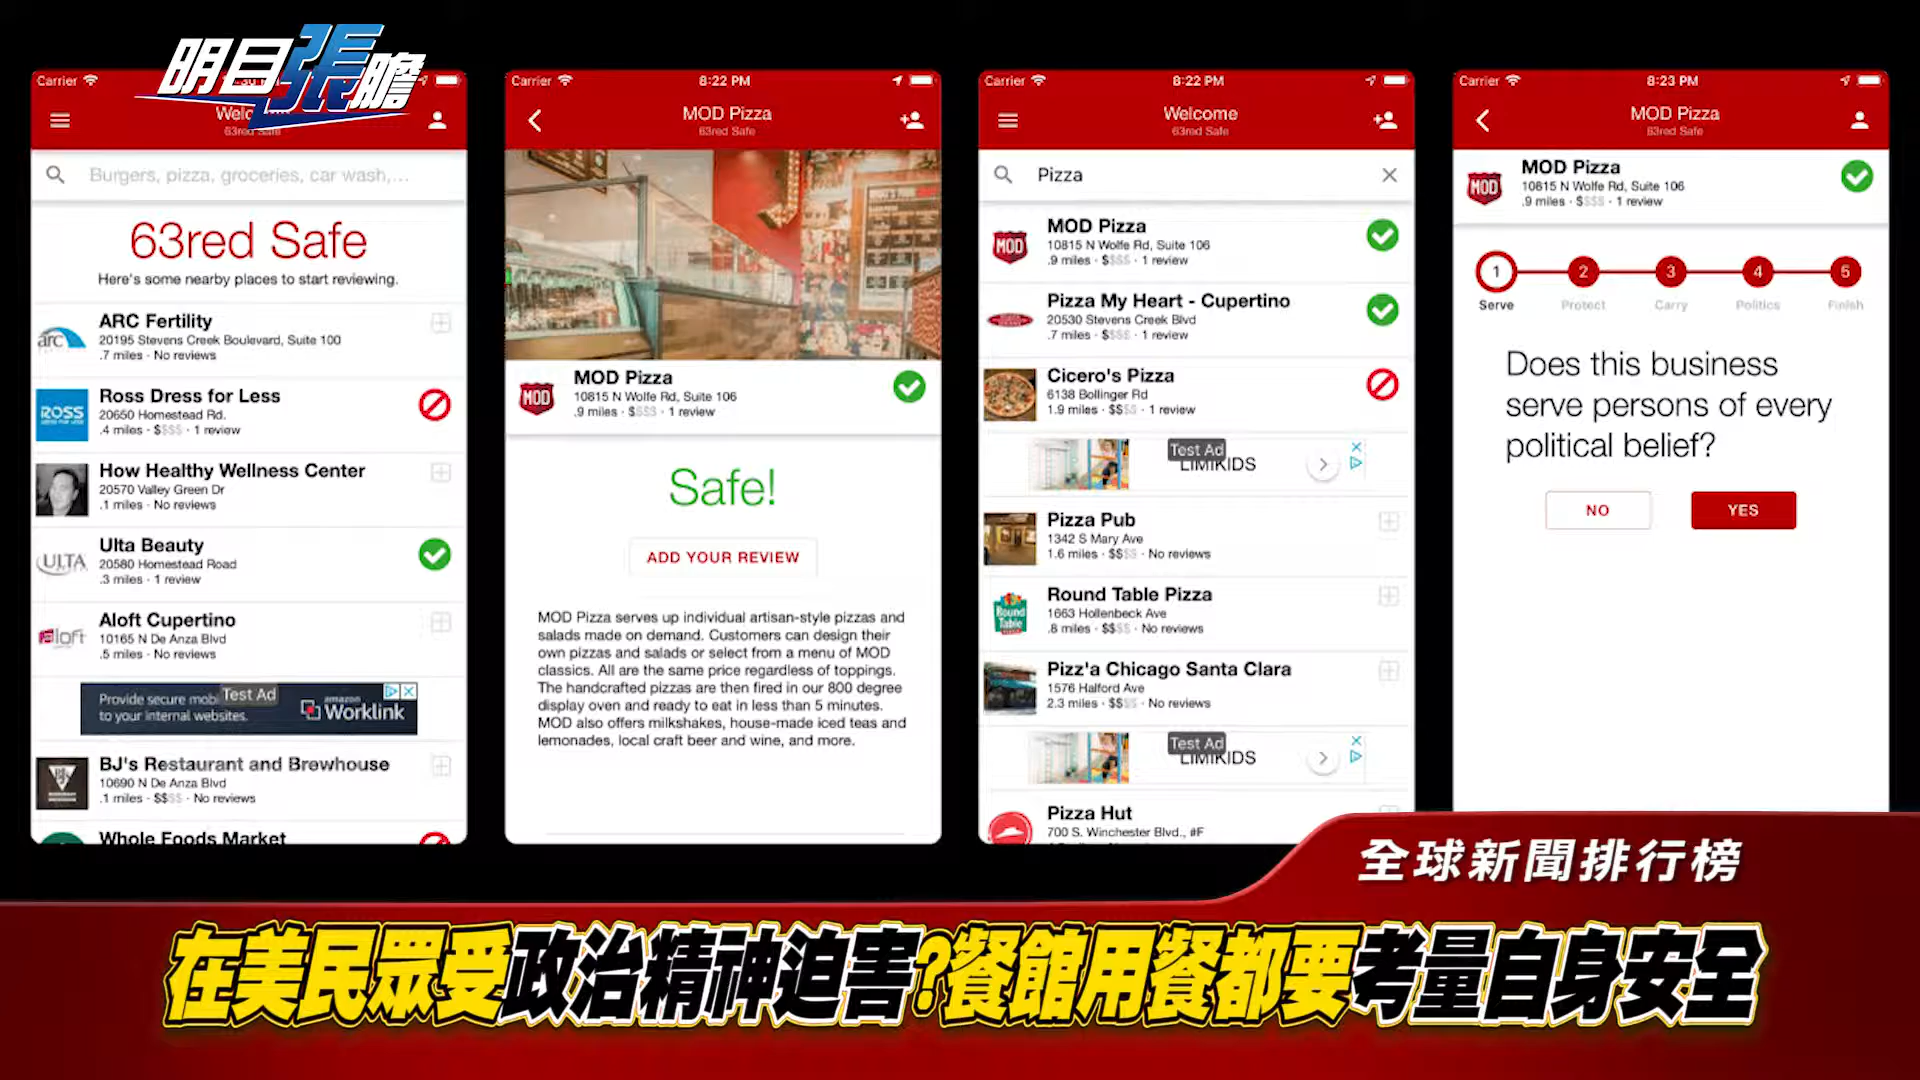 明目張膽
Carrier
63red Safe
Burgers, pizza, groceries, car wash,...
63red Safe
Here's some nearby places to start reviewing.
arc
ARC Fertility
20195 Stevens Creek Boulevard, Suite 100
.7 miles · No reviews
ROSS
DRESS FOR LESS
Ross Dress for Less
20650 Homestead Rd.
.4 miles · $$$$ · 1 review
How Healthy Wellness Center
20570 Valley Green Dr
.1 miles · No reviews
ULTA
Ulta Beauty
20580 Homestead Road
.3 miles · 1 review
aloft
Aloft Cupertino
10165 N De Anza Blvd
.5 miles · No reviews
Provide secure mobi
to your internal websites.
Test Ad
amazon
Worklink
BJ's Restaurant and Brewhouse
10690 N De Anza Blvd
.1 miles · $$$$ · No reviews
Whole Foods Market
Carrier
8:22 PM
MOD Pizza
63red Safe
MOD
MOD Pizza
10815 N Wolfe Rd, Suite 106
.9 miles · $$$$ · 1 review
Safe!
ADD YOUR REVIEW
MOD Pizza serves up individual artisan-style pizzas and
salads made on demand. Customers can design their
own pizzas and salads or select from a menu of MOD
classics. All are the same price regardless of toppings.
The handcrafted pizzas are then fired in our 800 degree
display oven and ready to eat in less than 5 minutes.
MOD also offers milkshakes, house-made iced teas and
lemonades, local craft beer and wine, and more.
Carrier
8:22 PM
Welcome
63red Safe
Pizza
MOD
MOD Pizza
10815 N Wolfe Rd, Suite 106
.9 miles · $$$$ · 1 review
Pizza My Heart - Cupertino
20530 Stevens Creek Blvd
.7 miles · $$$$ · 1 review
Cicero's Pizza
6138 Bollinger Rd
1.9 miles · $$$$ · 1 review
Test Ad
LIMIKIDS
Pizza Pub
1342 S Mary Ave
1.6 miles · $$$$ · No reviews
Round Table
Round Table Pizza
1663 Hollenbeck Ave
.8 miles · $$$$ · No reviews
Pizz'a Chicago Santa Clara
1576 Halford Ave
2.3 miles · $$$$ · No reviews
Test Ad
LIMIKIDS
Pizza Hut
700 S. Winchester Blvd., #F
Carrier
8:23 PM
MOD Pizza
63red Safe
MOD
MOD Pizza
10815 N Wolfe Rd, Suite 106
.9 miles · $$$$ · 1 review
1 2 3 4 5
Serve Protect Carry Politics Finish
Does this business
serve persons of every
political belief?
NO
YES
全球新聞排行榜
在美民眾受政治精神迫害?餐館用餐都要考量自身安全